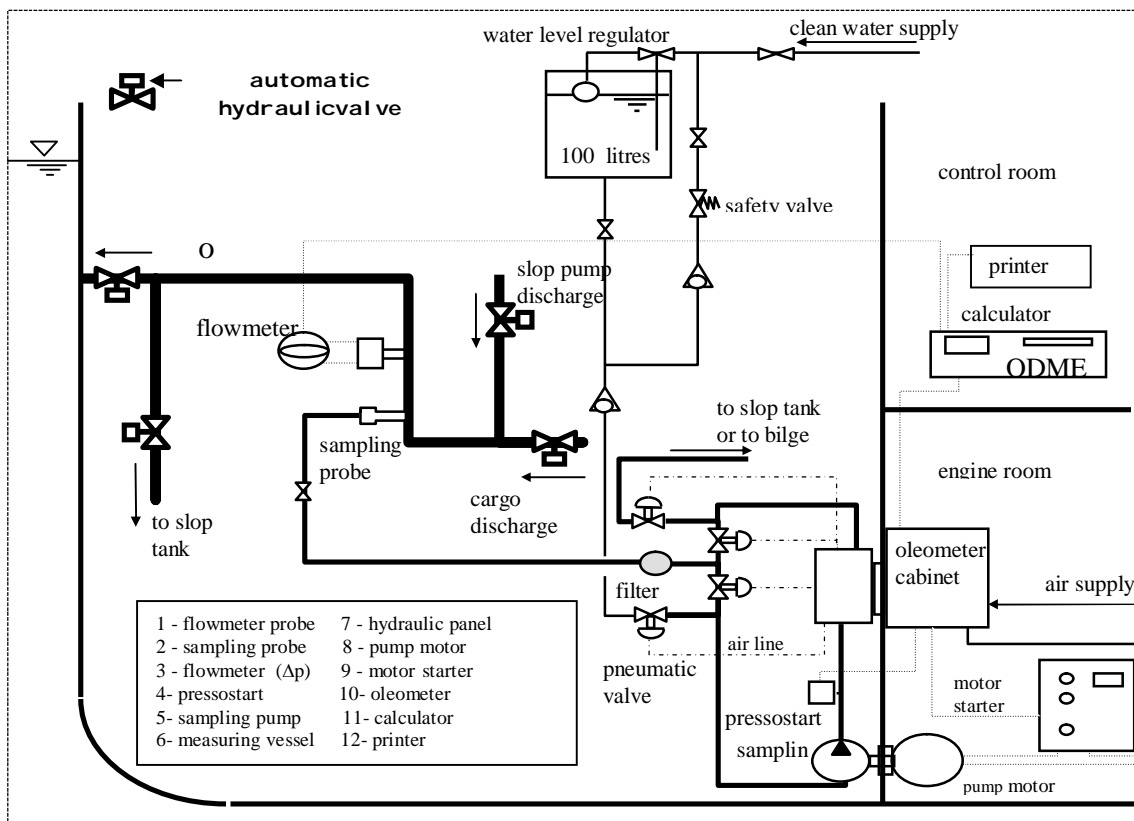 water level regulator
clean water supply
automatic
hydraulicvalve
100 litres
control room
safety valve
O
slop pump
discharge
printer
flowmeter
calculator
ODME
to slop tank
or to bilge
sampling
probe
engine
room
cargo
discharge
to slop
tank
oleometer
cabinet
air supply
filter
air line
1 - flowmeter probe
2 - sampling probe
3 - flowmeter (Δp)
4- pressostart
5- sampling pump
6- measuring vessel
7- hydraulic panel
8 - pump motor
9 - motor starter
10- oleometer
11- calculator
12- printer
pneumatic
valve
motor
starter
pressostart
samplin
pump motor